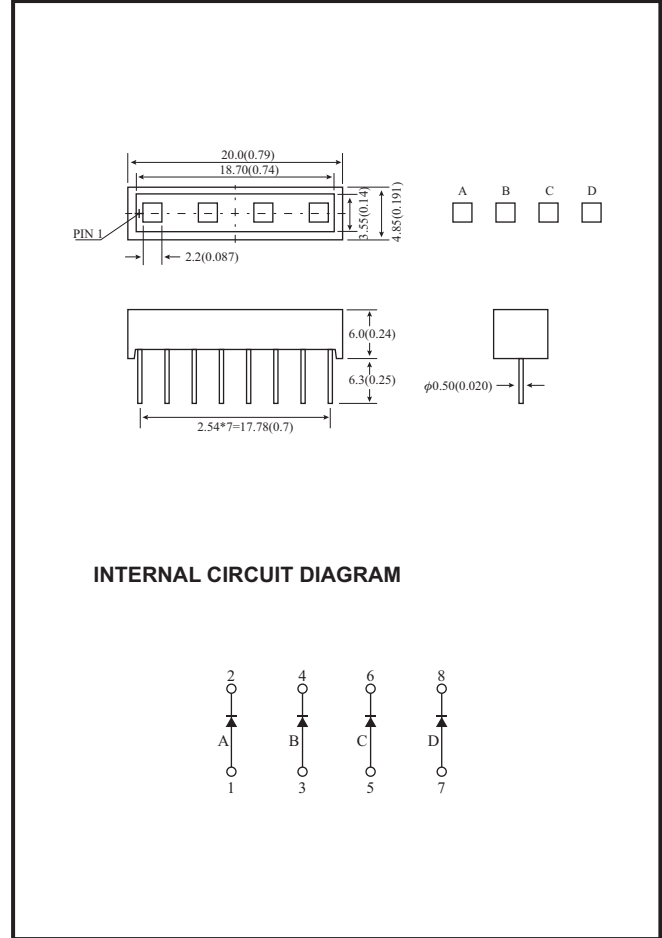 20.0(0.79)
18.70(0.74)
A B C D
3.55(0.14)
4.85(0.191)
PIN 1
2.2(0.087)
6.0(0.24)
6.3(0.25)
ϕ0.50(0.020)
2.54*7=17.78(0.7)
INTERNAL CIRCUIT DIAGRAM
2 4 6 8
A B C D
1 3 5 7